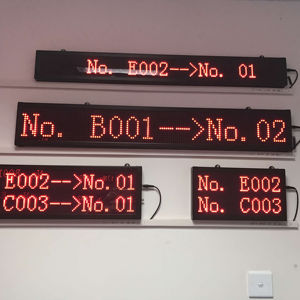 No. E002-->No. 01
No. B001-->No. 02
E002-->No. 01
C003-->No. 01
No. E002
No. C003